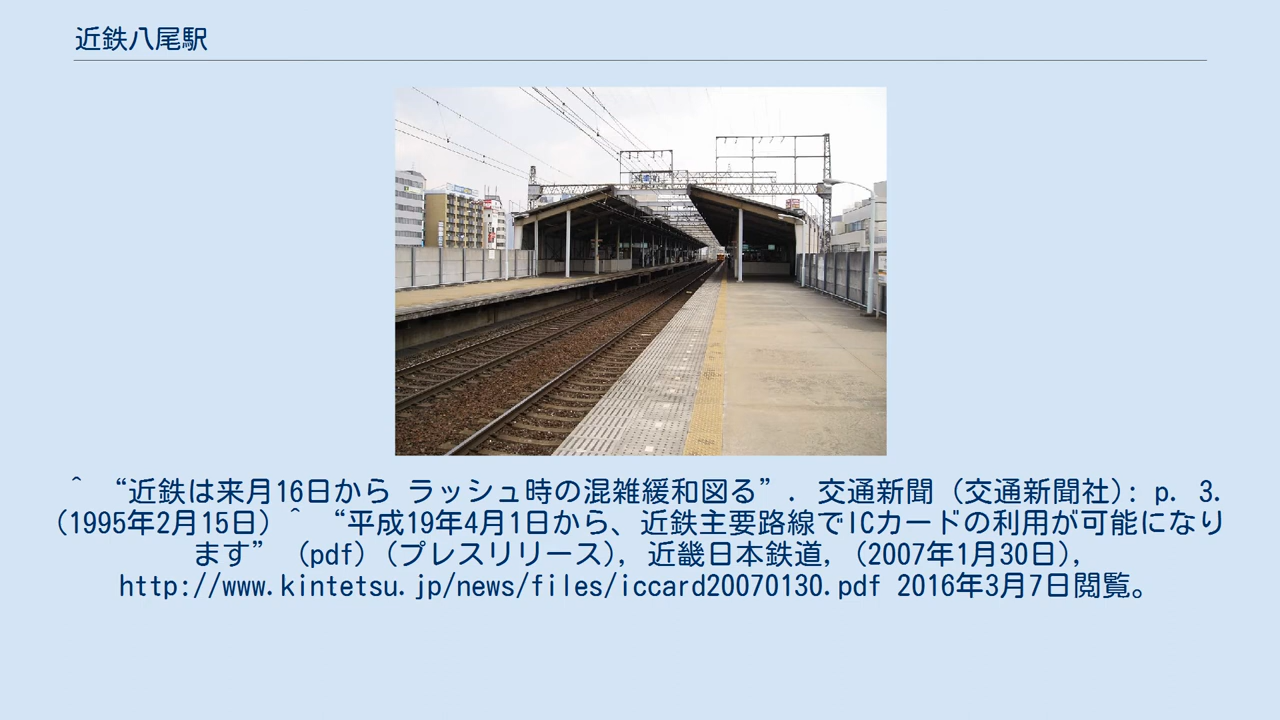 近鉄八尾駅
^ “近鉄は来月16日から ラッシュ時の混雑緩和図る”. 交通新聞 (交通新聞社): p. 3.
(1995年2月15日) ^ “平成19年4月1日から、近鉄主要路線でICカードの利用が可能になり
ます” (pdf) (プレスリリース), 近畿日本鉄道, (2007年1月30日),
http://www.kintetsu.jp/news/files/iccard20070130.pdf 2016年3月7日閲覧。